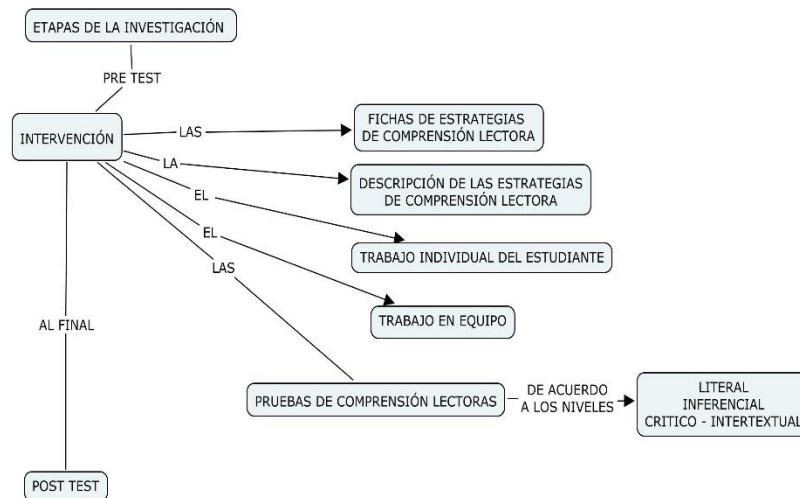 ETAPAS DE LA INVESTIGACIÓN
PRE TEST
INTERVENCIÓN
LAS
FICHAS DE ESTRATEGIAS
DE COMPRENSIÓN LECTORA
LA
DESCRIPCIÓN DE LAS ESTRATEGIAS
DE COMPRENSIÓN LECTORA
EL
TRABAJO INDIVIDUAL DEL ESTUDIANTE
EL
TRABAJO EN EQUIPO
LAS
PRUEBAS DE COMPRENSIÓN LECTORAS
DE ACUERDO
A LOS NIVELES
LITERAL
INFERENCIAL
CRITICO - INTERTEXTUAL
AL FINAL
POST TEST